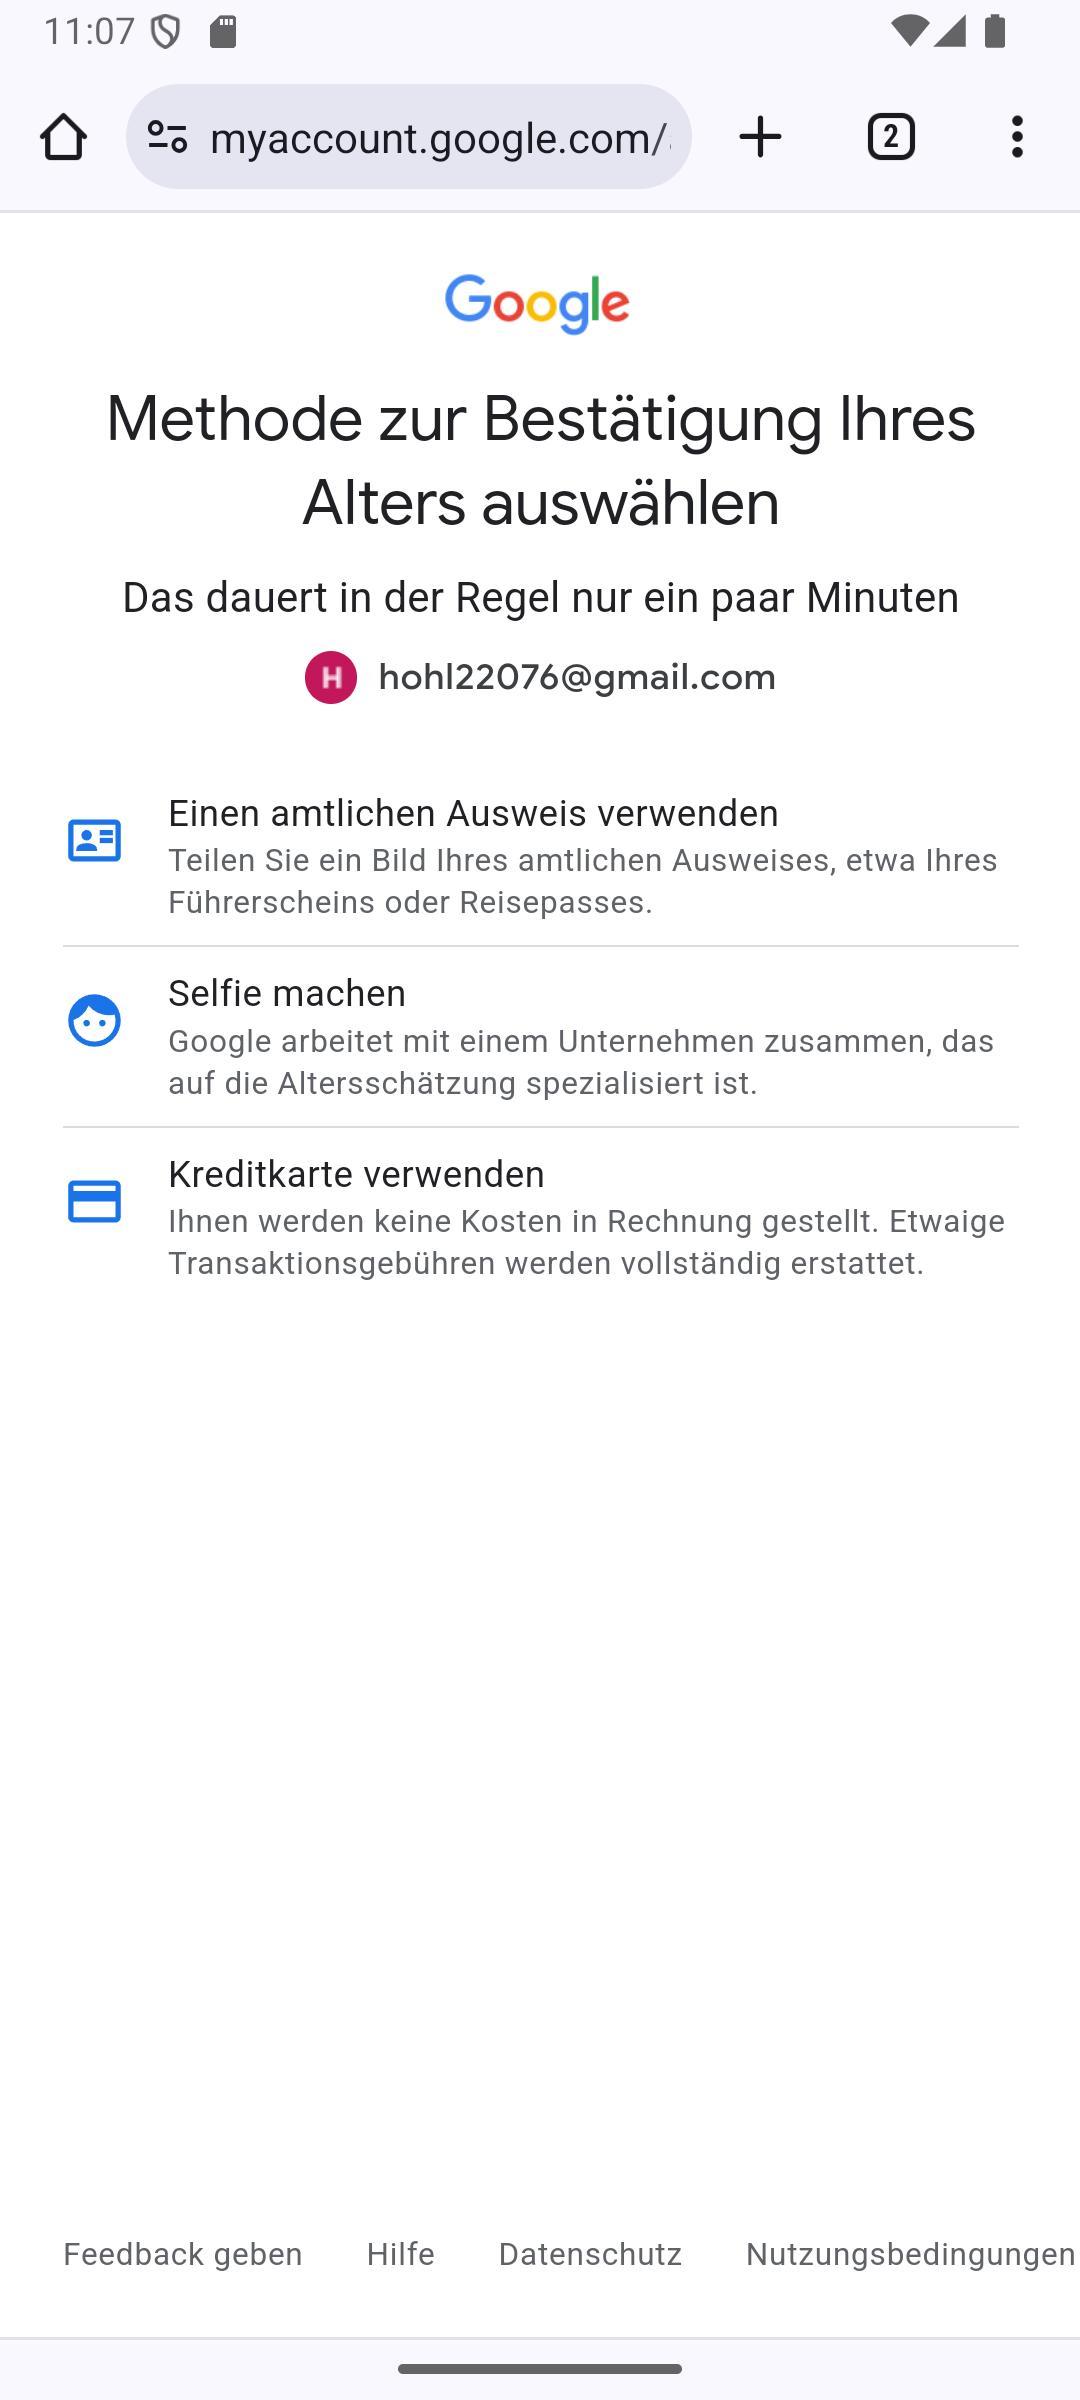 11:07
myaccount.google.com/
2
Google
Methode zur Bestätigung Ihres
Alters auswählen
Das dauert in der Regel nur ein paar Minuten
H hohl22076@gmail.com
Einen amtlichen Ausweis verwenden
Teilen Sie ein Bild Ihres amtlichen Ausweises, etwa Ihres
Führerscheins oder Reisepasses.
Selfie machen
Google arbeitet mit einem Unternehmen zusammen, das
auf die Altersschätzung spezialisiert ist.
Kreditkarte verwenden
Ihnen werden keine Kosten in Rechnung gestellt. Etwaige
Transaktionsgebühren werden vollständig erstattet.
Feedback geben Hilfe Datenschutz Nutzungsbedingungen